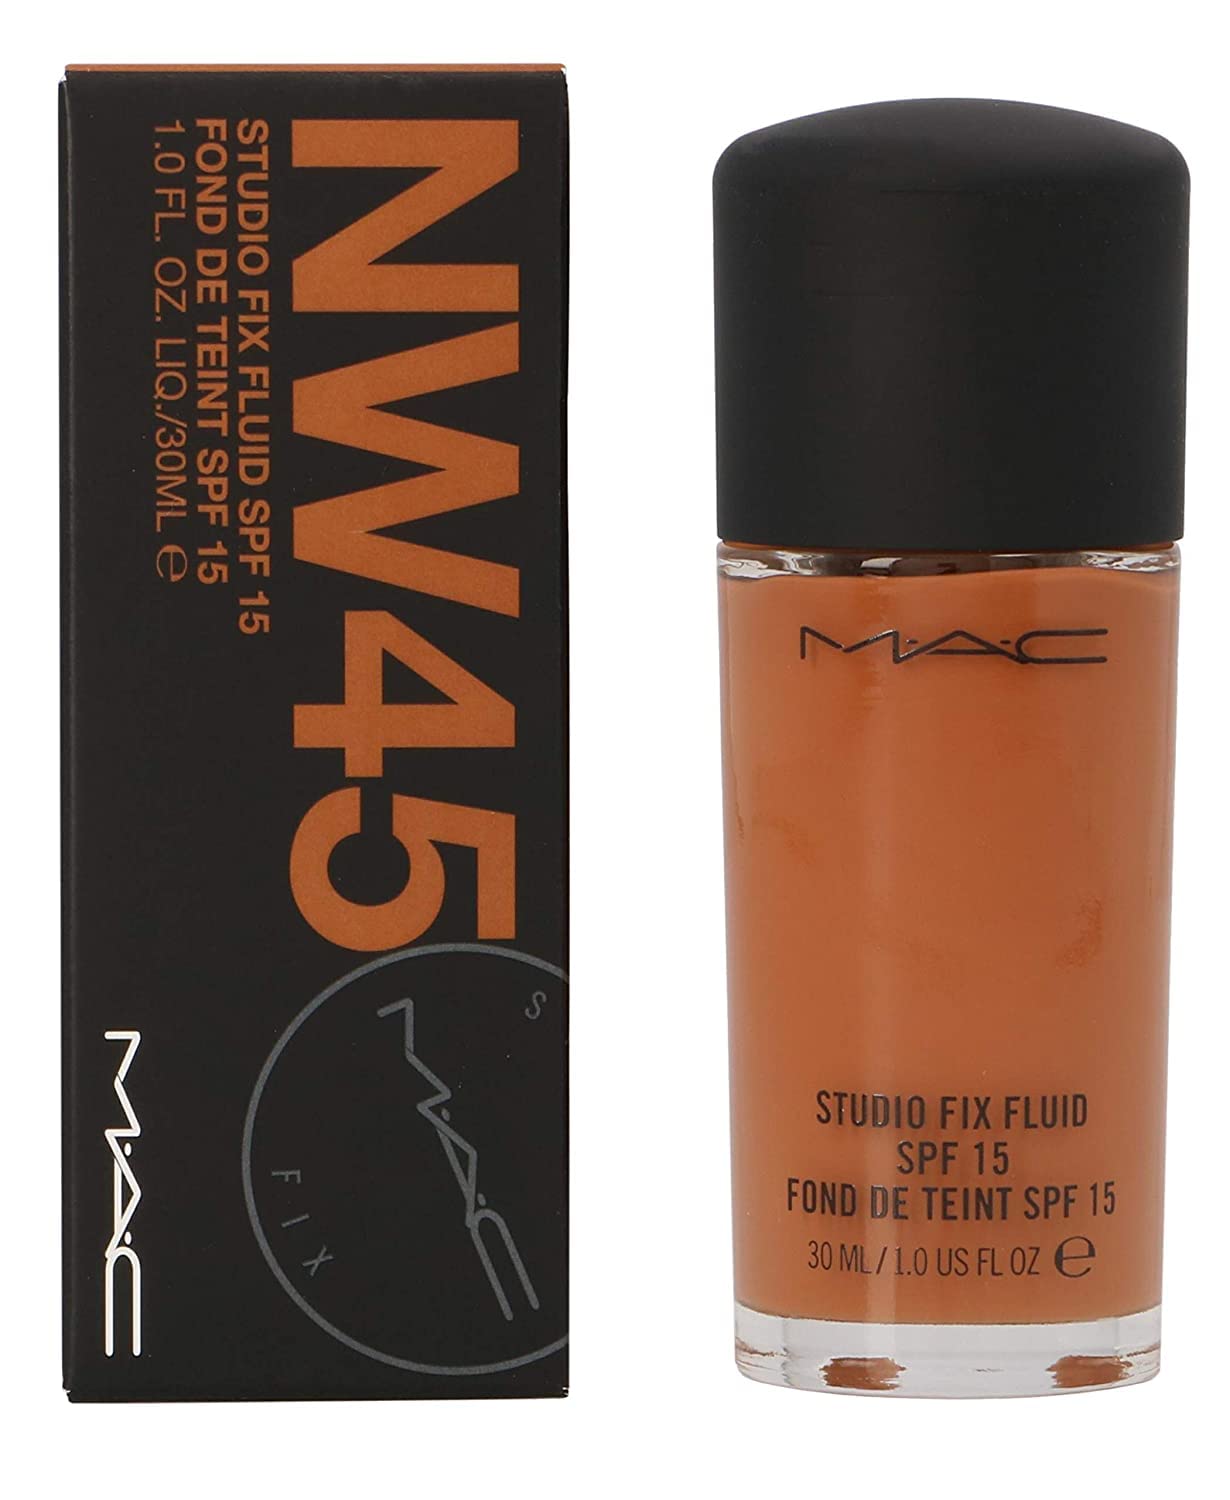 NW45
STUDIO FIX FLUID SPF 15
FOND DE TEINT SPF 15
1.0 FL. OZ. LIQ./30ML ℮
M·A·C
S
M·A·C
FIX
M·A·C
STUDIO FIX FLUID
SPF 15
FOND DE TEINT SPF 15
30 ML / 1.0 US FL OZ ℮